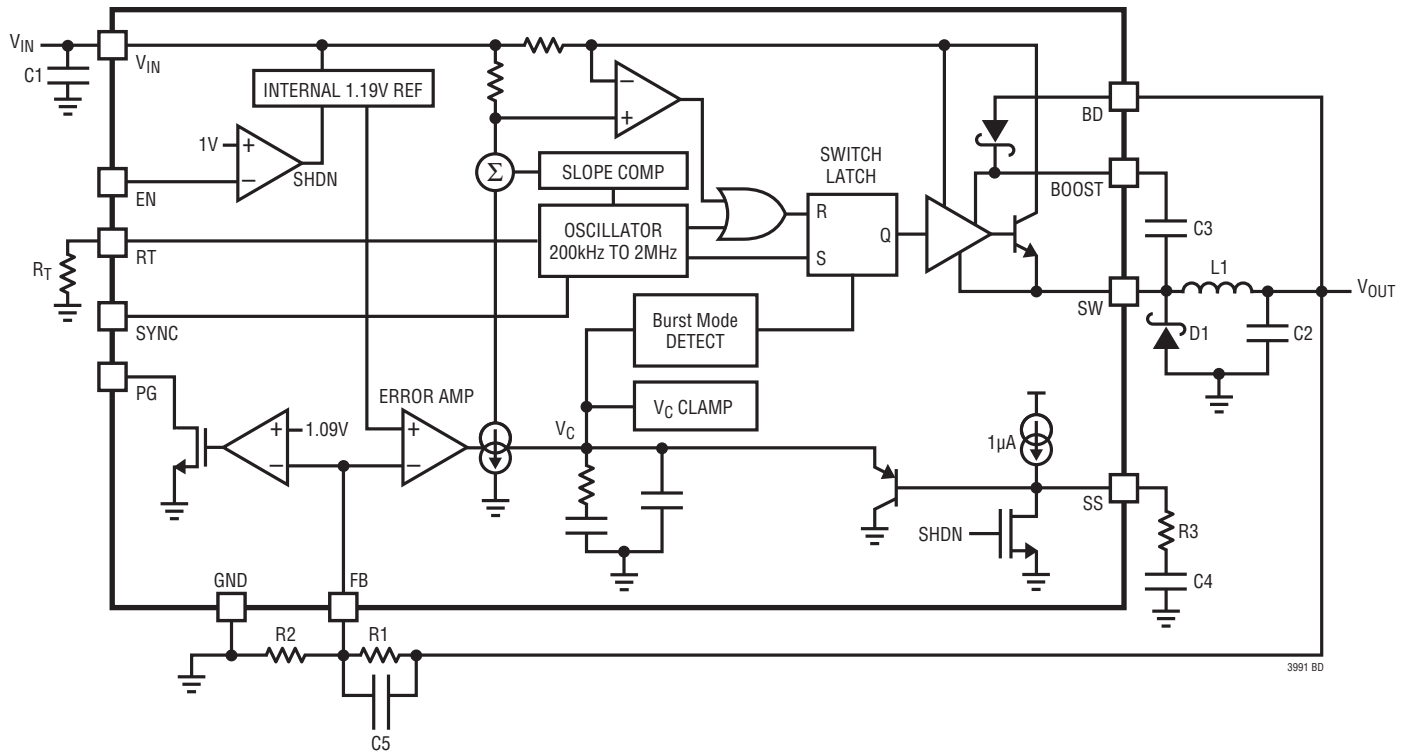 V_IN
V_IN
C1
INTERNAL 1.19V REF
1V
+
−
SHDN
EN
−
+
Σ
SLOPE COMP
OSCILLATOR
200kHz TO 2MHz
SWITCH
LATCH
R
S
Q
BD
BOOST
C3
L1
V_OUT
SW
D1
C2
RT
R_T
SYNC
Burst Mode
DETECT
V_C CLAMP
PG
ERROR AMP
+
−
1.09V
+
−
V_C
1µA
SS
SHDN
R3
C4
GND
FB
R2
R1
C5
3991 BD